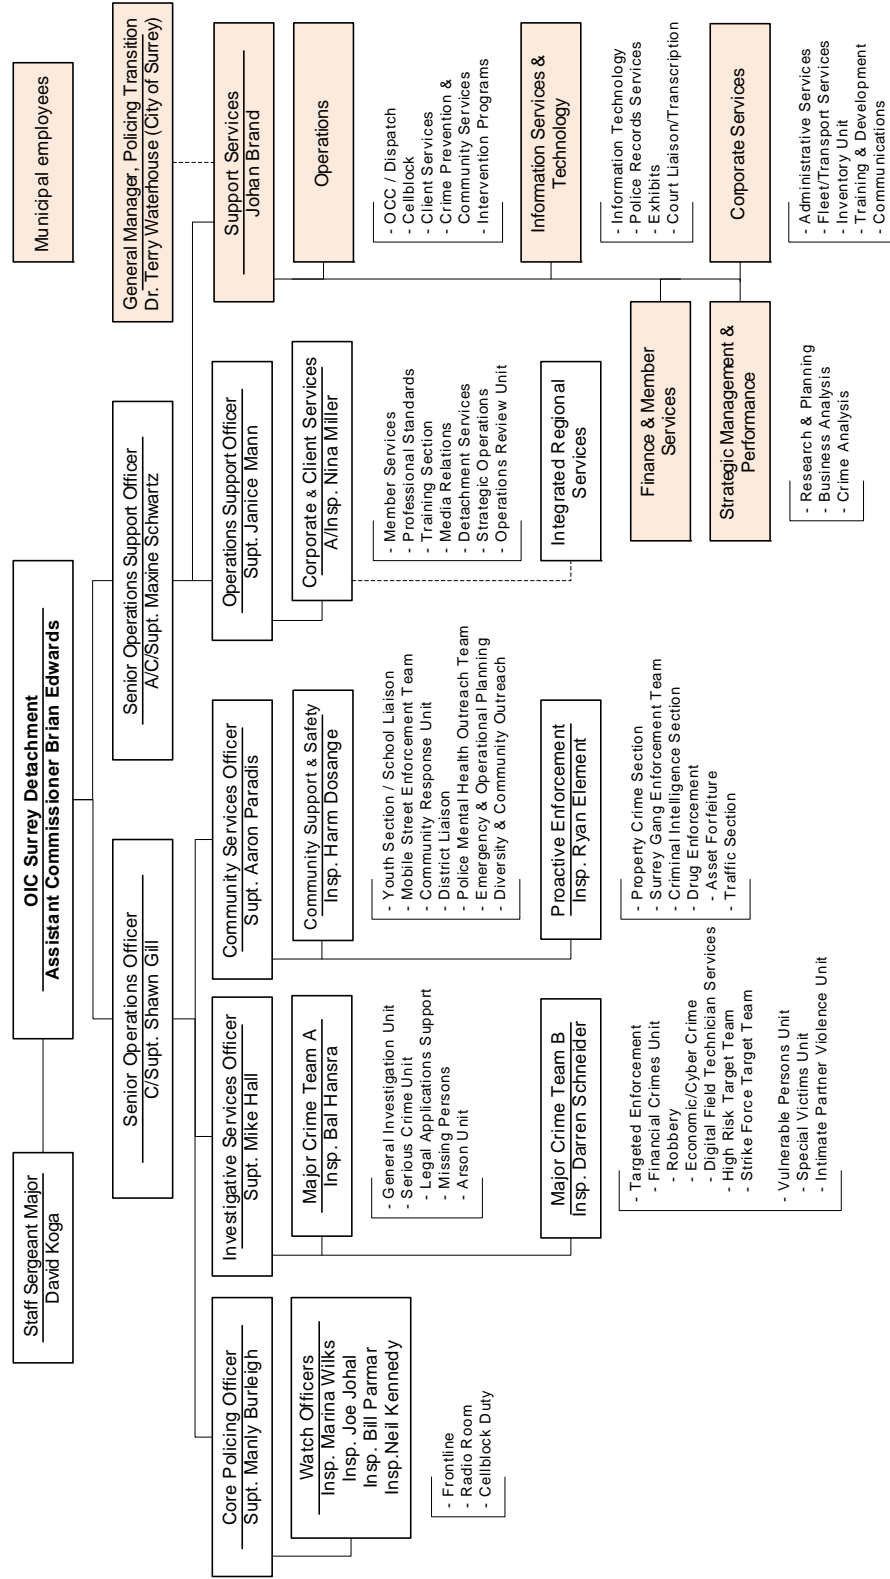 OIC Surrey Detachment
Assistant Commissioner Brian Edwards
Staff Sergeant Major
David Koga
Municipal employees
Senior Operations Officer
C/Supt. Shawn Gill
Senior Operations Support Officer
A/C/Supt. Maxine Schwartz
General Manager, Policing Transition
Dr. Terry Waterhouse (City of Surrey)
Core Policing Officer
Supt. Manly Burleigh
Watch Officers
Insp. Marina Wilks
Insp. Joe Johal
Insp. Bill Parmar
Insp.Neil Kennedy
- Frontline
- Radio Room
- Cellblock Duty
Investigative Services Officer
Supt. Mike Hall
Major Crime Team A
Insp. Bal Hansra
- General Investigation Unit
- Serious Crime Unit
- Legal Applications Support
- Missing Persons
- Arson Unit
Major Crime Team B
Insp. Darren Schneider
- Targeted Enforcement
- Financial Crimes Unit
- Robbery
- Economic/Cyber Crime
- Digital Field Technician Services
- High Risk Target Team
- Strike Force Target Team
- Vulnerable Persons Unit
- Special Victims Unit
- Intimate Partner Violence Unit
Community Services Officer
Supt. Aaron Paradis
Community Support & Safety
Insp. Harm Dosange
- Youth Section / School Liaison
- Mobile Street Enforcement Team
- Community Response Unit
- District Liaison
- Police Mental Health Outreach Team
- Emergency & Operational Planning
- Diversity & Community Outreach
Proactive Enforcement
Insp. Ryan Element
- Property Crime Section
- Surrey Gang Enforcement Team
- Criminal Intelligence Section
- Drug Enforcement
- Asset Forfeiture
- Traffic Section
Operations Support Officer
Supt. Janice Mann
Corporate & Client Services
A/Insp. Nina Miller
- Member Services
- Professional Standards
- Training Section
- Media Relations
- Detachment Services
- Strategic Operations
- Operations Review Unit
Integrated Regional
Services
Support Services
Johan Brand
Operations
- OCC / Dispatch
- Cellblock
- Client Services
- Crime Prevention &
Community Services
- Intervention Programs
Information Services &
Technology
- Information Technology
- Police Records Services
- Exhibits
- Court Liaison/Transcription
Finance & Member
Services
Strategic Management &
Performance
- Research & Planning
- Business Analysis
- Crime Analysis
Corporate Services
- Administrative Services
- Fleet/Transport Services
- Inventory Unit
- Training & Development
- Communications